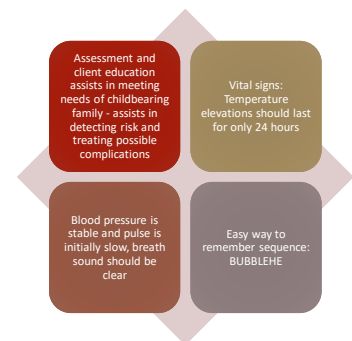 Assessment and
client education
assists in meeting
needs of childbearing
family - assists in
detecting risk and
treating possible
complications
Vital signs:
Temperature
elevations should last
for only 24 hours
Blood pressure is
stable and pulse is
initially slow, breath
sound should be
clear
Easy way to
remember sequence:
BUBBLEHE